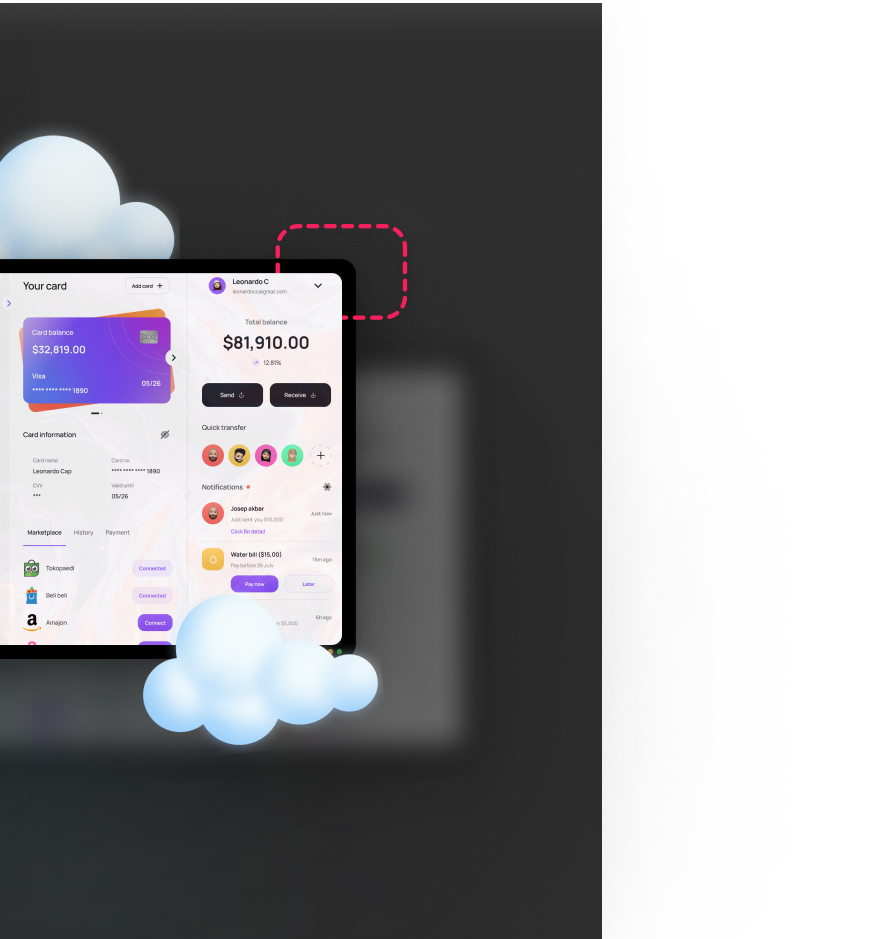 Your card
Add card
Card balance
$32,819.00
Visa
05/26
**** **** **** 1890
Card information
Card name
Card no
Leonardo Cap
**** **** **** 1890
CVV
Valid until
***
05/26
Marketplace
History
Payment
Tokopaedi
Connected
Beli beli
Connected
a
Amajon
Connect
Leonardo C
leonardocc@gmail.com
Total balance
$81,910.00
12.81%
Send
Receive
Quick transfer
Notifications
Josep akbar
Just now
Just sent you $10.000
Click for detail
Water bill ($15,00)
15m ago
Pay before 28 July
Pay now
Later
6h ago
$5.000